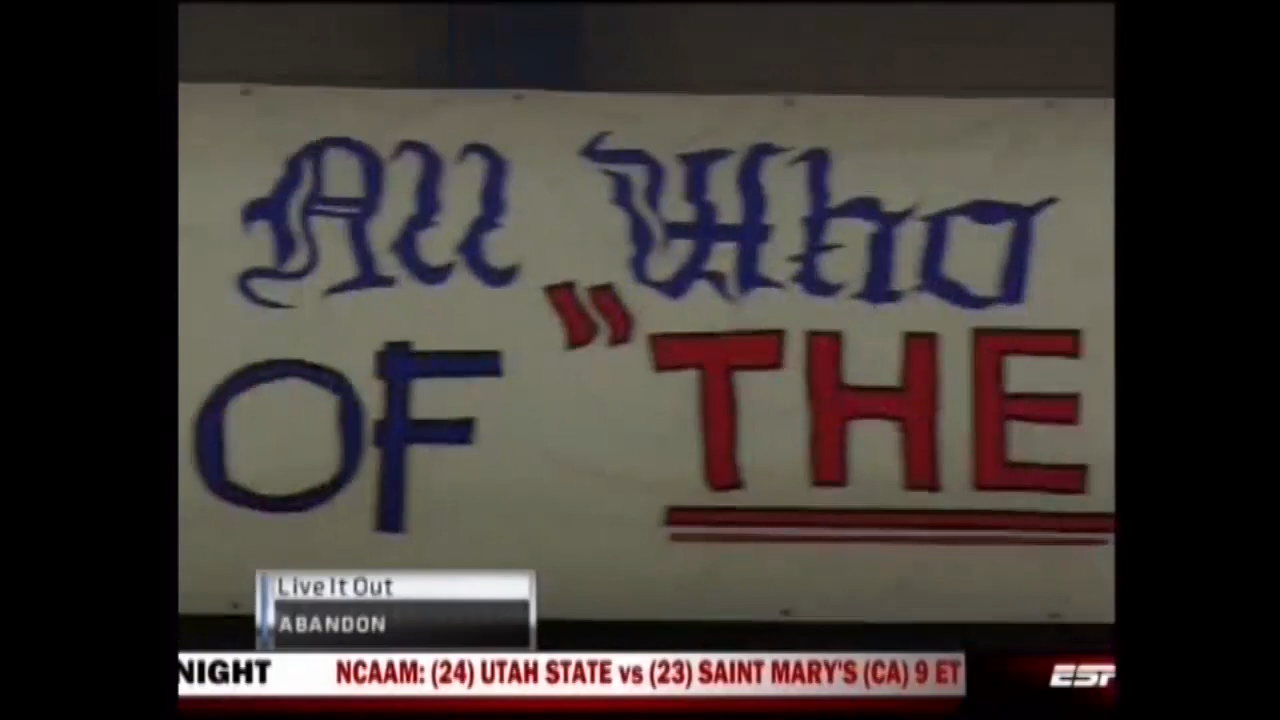 All Who
OF "THE
Live It Out
ABANDON
NIGHT NCAAM: (24) UTAH STATE vs (23) SAINT MARY'S (CA) 9 ET
ESP